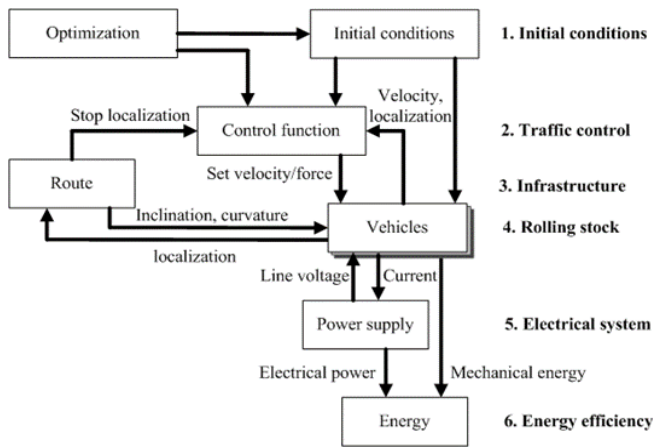 Optimization
Initial conditions
1. Initial conditions
Stop localization
Velocity,
localization
Control function
2. Traffic control
Set velocity/force
Route
3. Infrastructure
Inclination, curvature
Vehicles
4. Rolling stock
localization
Line voltage
Current
Power supply
5. Electrical system
Electrical power
Mechanical energy
Energy
6. Energy efficiency